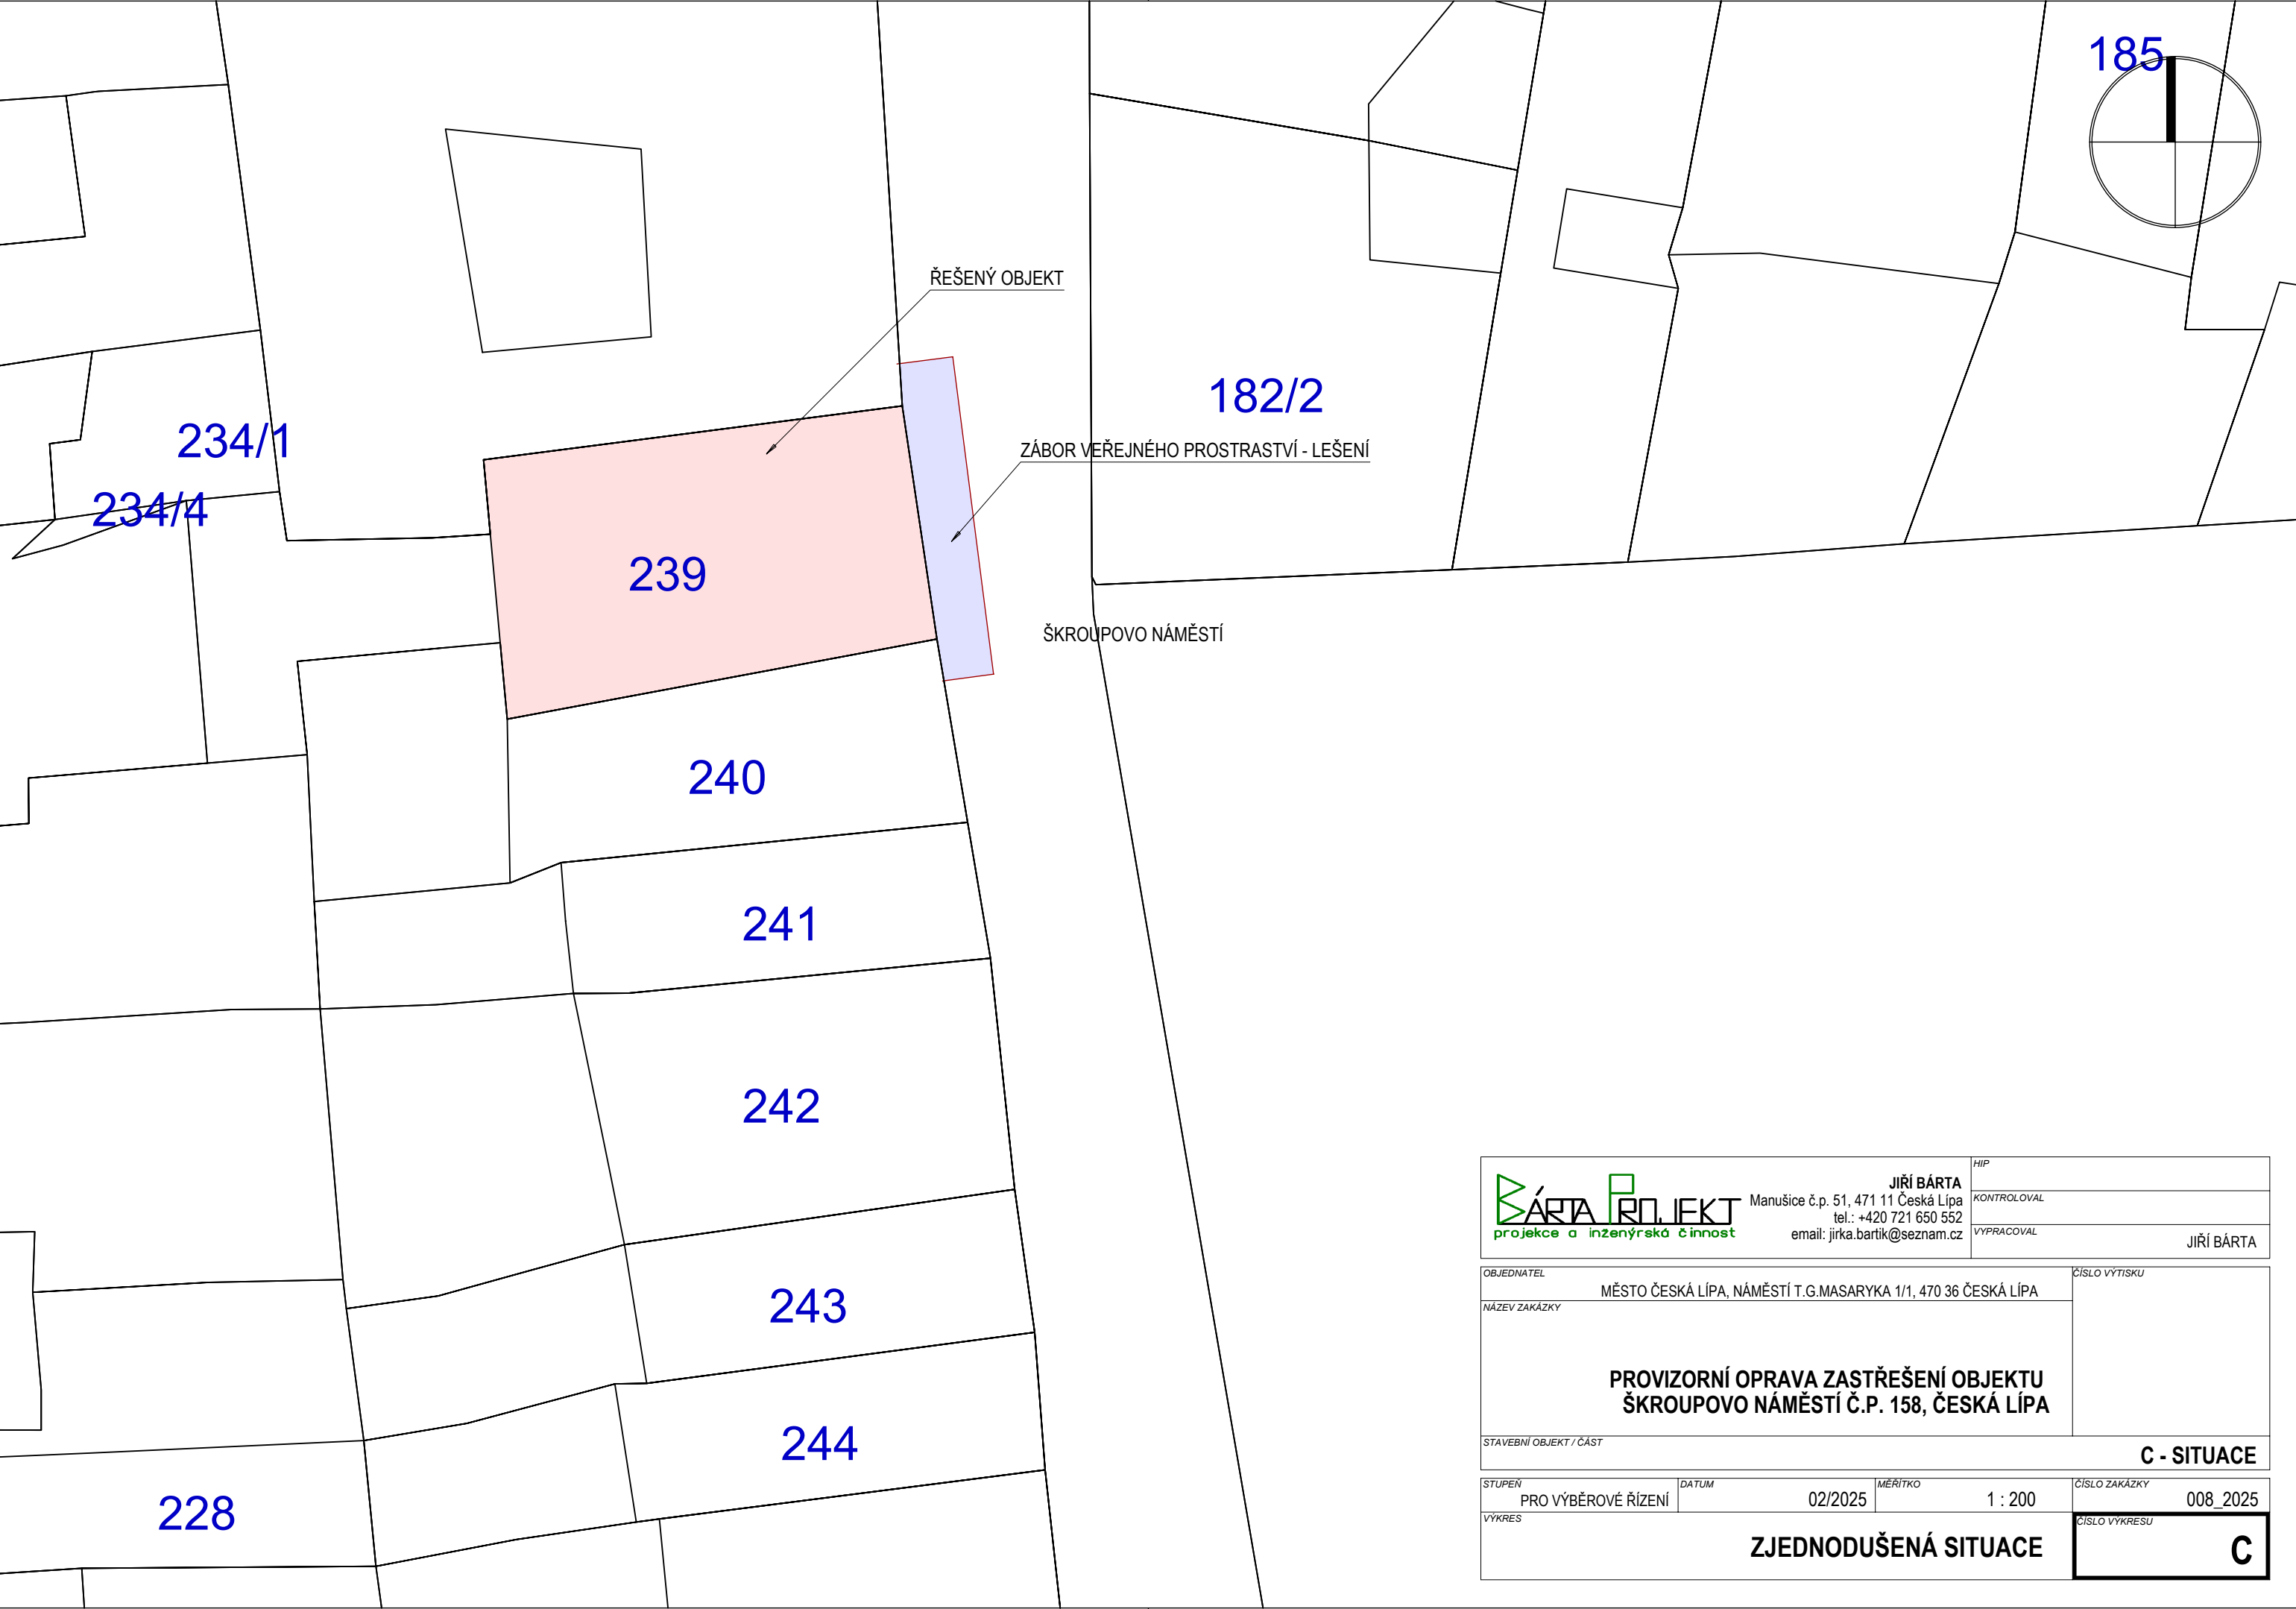 185
ŘEŠENÝ OBJEKT
182/2
234/1
ZÁBOR VEŘEJNÉHO PROSTRASTVÍ - LEŠENÍ
234/4
239
ŠKROUPOVO NÁMĚSTÍ
240
241
242
243
244
228
BÁRTA PROJEKT
projekce a inženýrská činnost
JIŘÍ BÁRTA
Manušice č.p. 51, 471 11 Česká Lípa
tel.: +420 721 650 552
email: jirka.bartik@seznam.cz
HIP
KONTROLOVAL
VYPRACOVAL
JIŘÍ BÁRTA
OBJEDNATEL
MĚSTO ČESKÁ LÍPA, NÁMĚSTÍ T.G.MASARYKA 1/1, 470 36 ČESKÁ LÍPA
ČÍSLO VÝTISKU
NÁZEV ZAKÁZKY
PROVIZORNÍ OPRAVA ZASTŘEŠENÍ OBJEKTU
ŠKROUPOVO NÁMĚSTÍ Č.P. 158, ČESKÁ LÍPA
STAVEBNÍ OBJEKT / ČÁST
C - SITUACE
STUPEŇ
PRO VÝBĚROVÉ ŘÍZENÍ
DATUM
02/2025
MĚŘÍTKO
1 : 200
ČÍSLO ZAKÁZKY
008_2025
VÝKRES
ZJEDNODUŠENÁ SITUACE
ČÍSLO VÝKRESU
C